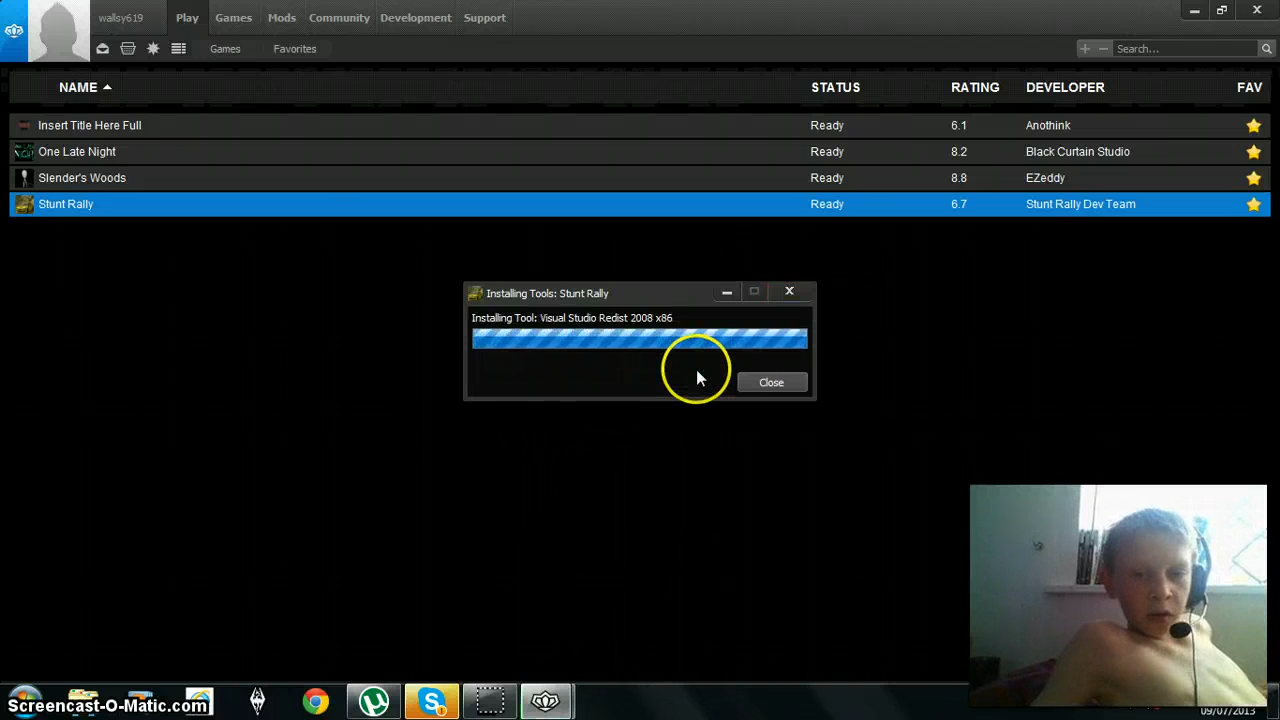 wallsy619 Play Games Mods Community Development Support
Games Favorites Search...
NAME STATUS RATING DEVELOPER FAV
Insert Title Here Full Ready 6.1 Anothink
One Late Night Ready 8.2 Black Curtain Studio
Slender's Woods Ready 8.8 EZeddy
Stunt Rally Ready 6.7 Stunt Rally Dev Team
Installing Tools: Stunt Rally
Installing Tool: Visual Studio Redist 2008 x86
Close
Screencast-O-Matic.com
09/07/2013